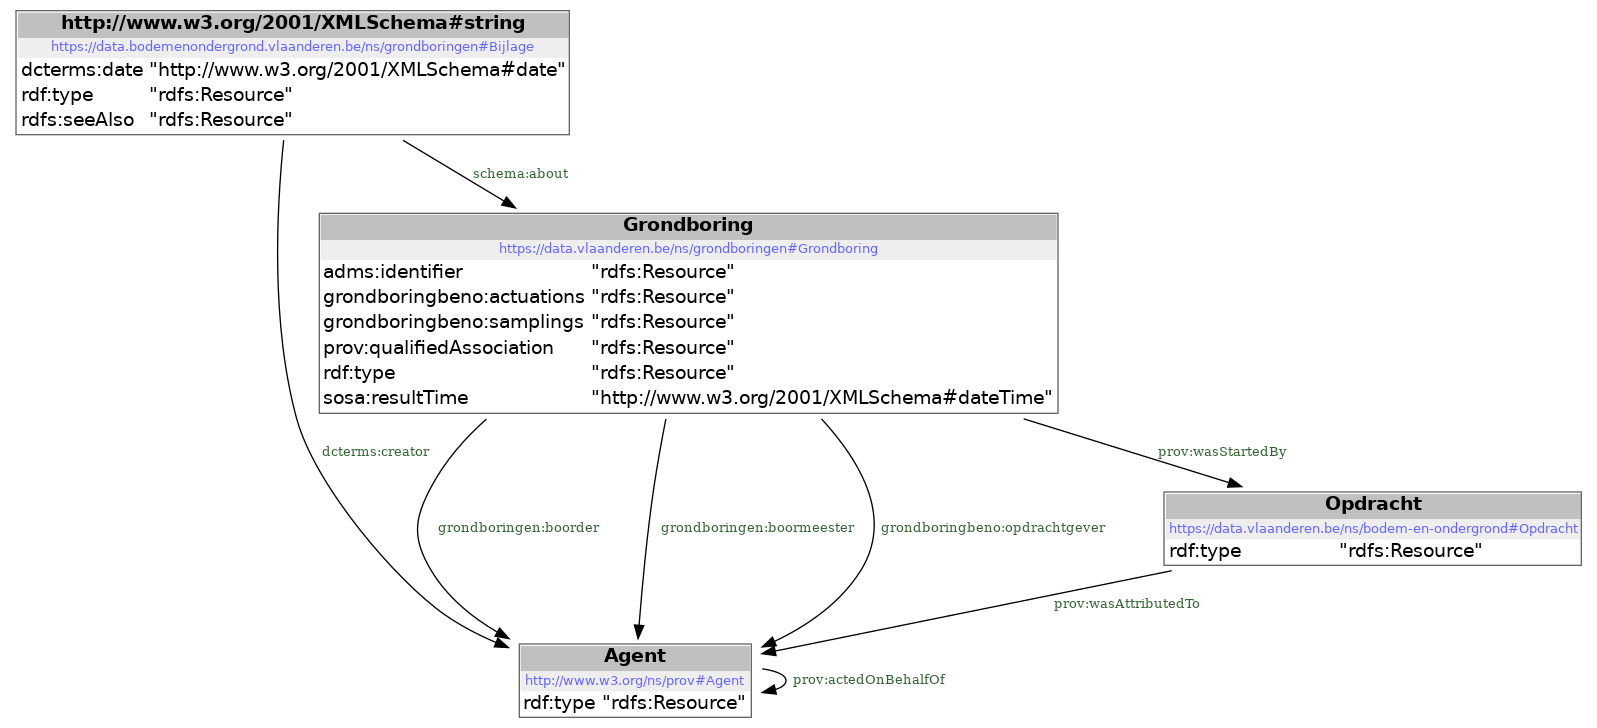 http://www.w3.org/2001/XMLSchema#string
https://data.bodemenondergrond.vlaanderen.be/ns/grondboringen#Bijlage
dcterms:date "http://www.w3.org/2001/XMLSchema#date"
rdf:type "rdfs:Resource"
rdfs:seeAlso "rdfs:Resource"
schema:about
Grondboring
https://data.vlaanderen.be/ns/grondboringen#Grondboring
adms:identifier "rdfs:Resource"
grondboringbeno:actuations "rdfs:Resource"
grondboringbeno:samplings "rdfs:Resource"
prov:qualifiedAssociation "rdfs:Resource"
rdf:type "rdfs:Resource"
sosa:resultTime "http://www.w3.org/2001/XMLSchema#dateTime"
dcterms:creator
prov:wasStartedBy
Opdracht
https://data.vlaanderen.be/ns/bodem-en-ondergrond#Opdracht
rdf:type "rdfs:Resource"
grondboringen:boorder
grondboringen:boormeester
grondboringbeno:opdrachtgever
prov:wasAttributedTo
Agent
http://www.w3.org/ns/prov#Agent
rdf:type "rdfs:Resource"
prov:actedOnBehalfOf